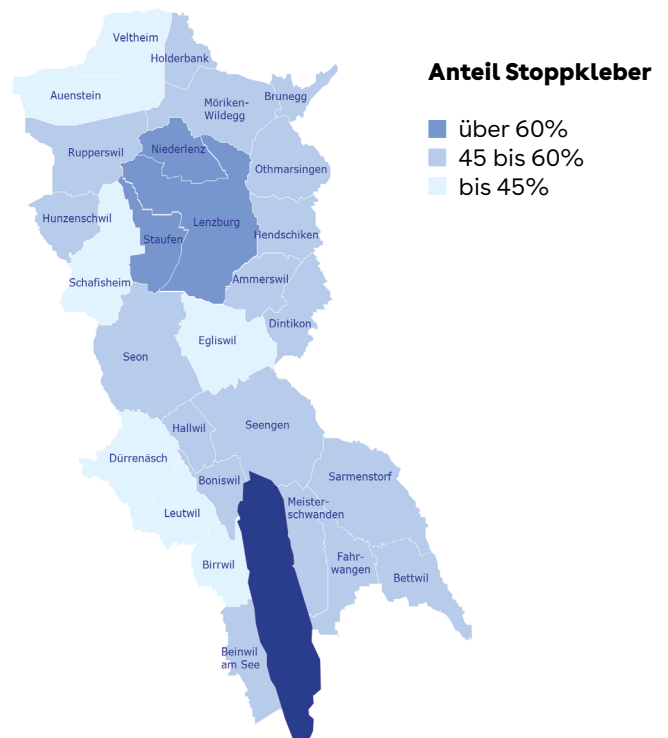 Anteil Stoppkleber
über 60%
45 bis 60%
bis 45%
Veltheim
Holderbank
Auenstein
Möriken-
Wildegg
Brunegg
Rupperswil
Niederlenz
Othmarsingen
Hunzenschwil
Lenzburg
Staufen
Hendschiken
Schafisheim
Ammerswil
Dintikon
Egliswil
Seon
Hallwil
Seengen
Dürrenäsch
Boniswil
Sarmenstorf
Leutwil
Meister-
schwanden
Birrwil
Fahr-
wangen
Bettwil
Beinwil
am See